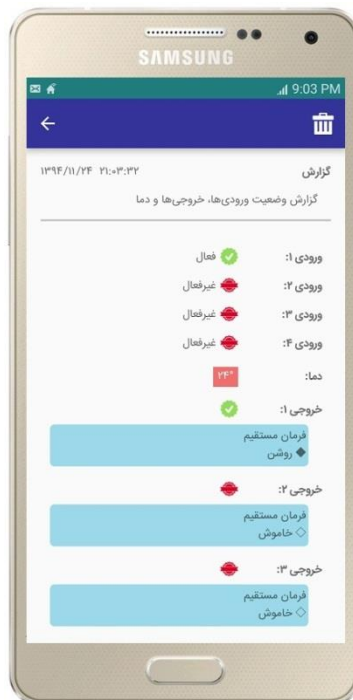 SAMSUNG
9:03 PM
گزارش ۱۳۹۴/۱۱/۲۴ ۲۱:۰۳:۳۲
گزارش وضعیت ورودی‌ها، خروجی‌ها و دما
ورودی ۱: فعال
ورودی ۲: غیرفعال
ورودی ۳: غیرفعال
ورودی ۴: غیرفعال
دما: ۲۴°
خروجی ۱:
فرمان مستقیم
◆ روشن
خروجی ۲:
فرمان مستقیم
◇ خاموش
خروجی ۳:
فرمان مستقیم
◇ خاموش